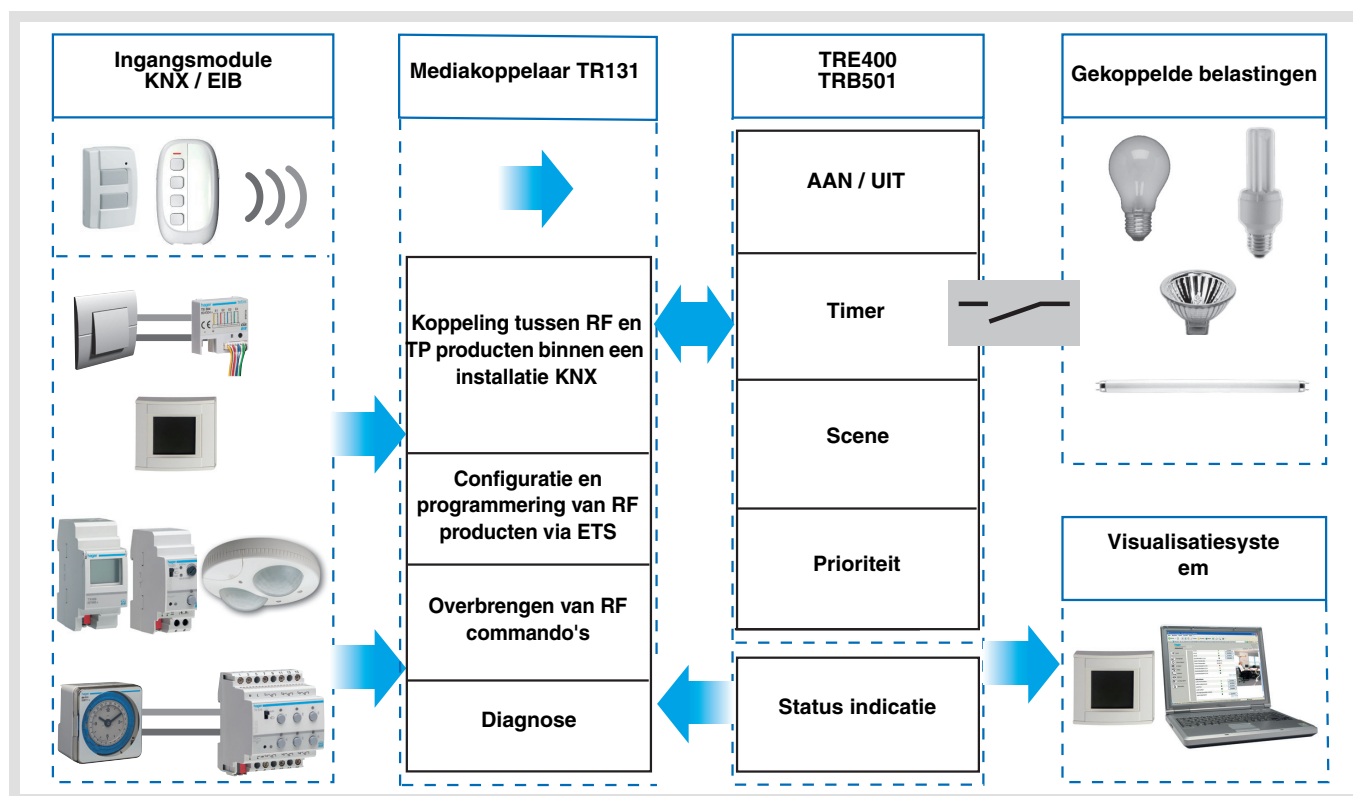 Ingangsmodule
KNX / EIB
Mediakoppelaar TR131
TRE400
TRB501
Gekoppelde belastingen
AAN / UIT
Koppeling tussen RF en
TP producten binnen een
installatie KNX
Timer
Scene
Configuratie en
programmering van RF
producten via ETS
Prioriteit
Visualisatiesyste
em
Overbrengen van RF
commando's
Diagnose
Status indicatie